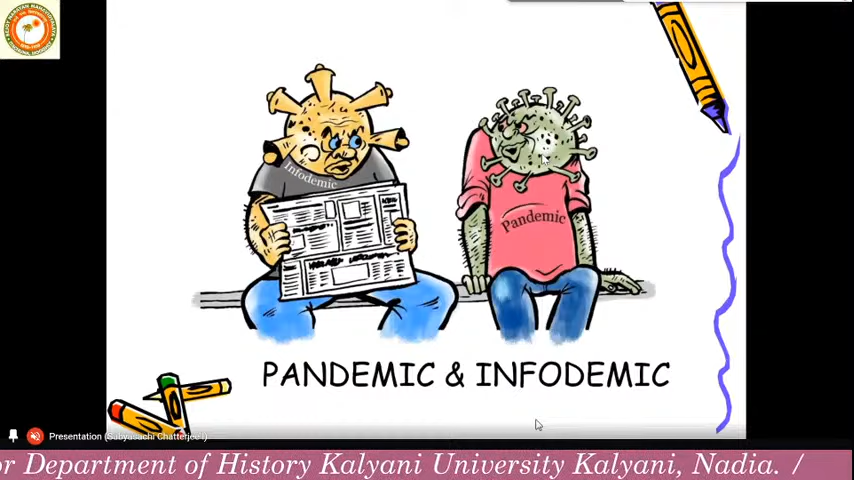 Infodemic
Pandemic
PANDEMIC & INFODEMIC
Presentation (Sabyasachi Chatterjee I)
or Department of History Kalyani University Kalyani, Nadia. /